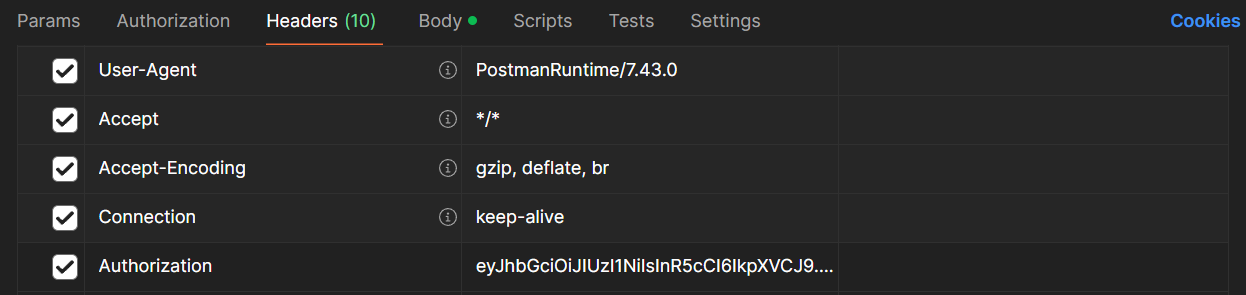 Params Authorization Headers (10) Body Scripts Tests Settings Cookies
User-Agent PostmanRuntime/7.43.0
Accept */*
Accept-Encoding gzip, deflate, br
Connection keep-alive
Authorization eyJhbGciOiJIUzI1NiIsInR5cCI6IkpXVCJ9....